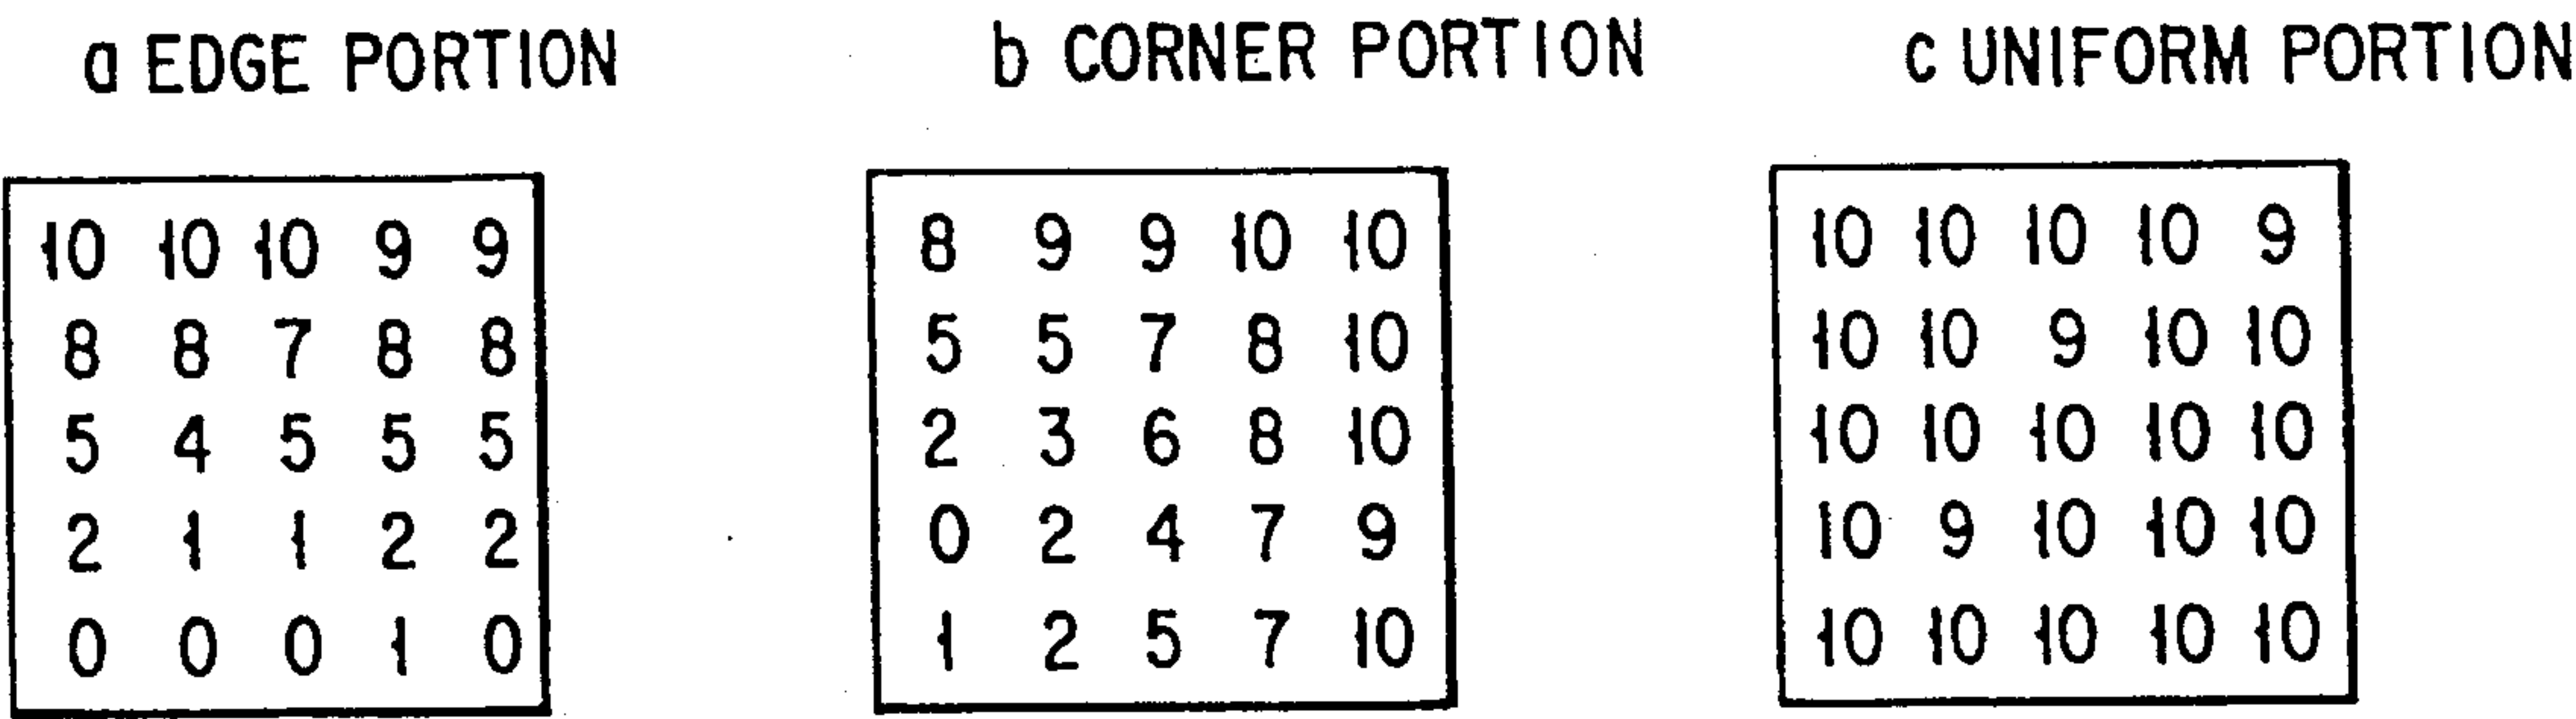 a EDGE PORTION
b CORNER PORTION
c UNIFORM PORTION
10 10 10 9 9
8 8 7 8 8
5 4 5 5 5
2 1 1 2 2
0 0 0 1 0
8 9 9 10 10
5 5 7 8 10
2 3 6 8 10
0 2 4 7 9
1 2 5 7 10
10 10 10 10 9
10 10 9 10 10
10 10 10 10 10
10 9 10 10 10
10 10 10 10 10